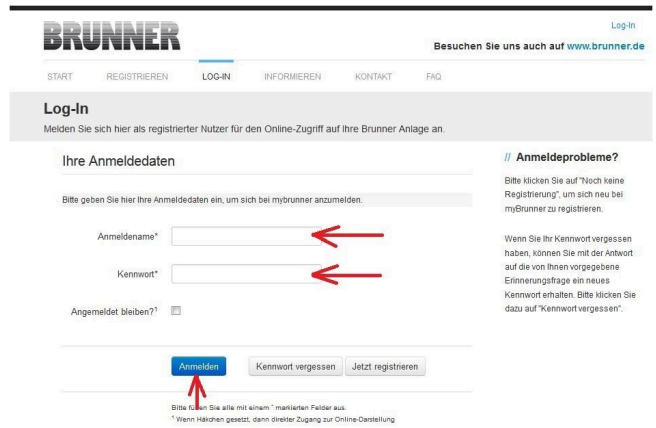 Log-In
BRUNNER
Besuchen Sie uns auch auf www.brunner.de
START REGISTRIEREN LOG-IN INFORMIEREN KONTAKT FAQ
Log-In
Melden Sie sich hier als registrierter Nutzer für den Online-Zugriff auf Ihre Brunner Anlage an.
Ihre Anmeldedaten
Bitte geben Sie hier Ihre Anmeldedaten ein, um sich bei mybrunner anzumelden.
Anmeldename*
Kennwort*
Angemeldet bleiben?¹
Anmelden Kennwort vergessen Jetzt registrieren
Bitte füllen Sie alle mit einem * markierten Felder aus.
¹ Wenn Häkchen gesetzt, dann direkter Zugang zur Online-Darstellung
// Anmeldeprobleme?
Bitte klicken Sie auf "Noch keine
Registrierung", um sich neu bei
myBrunner zu registrieren.
Wenn Sie Ihr Kennwort vergessen
haben, können Sie mit der Antwort
auf die von Ihnen vorgegebene
Erinnerungsfrage ein neues
Kennwort erhalten. Bitte klicken Sie
dazu auf "Kennwort vergessen".